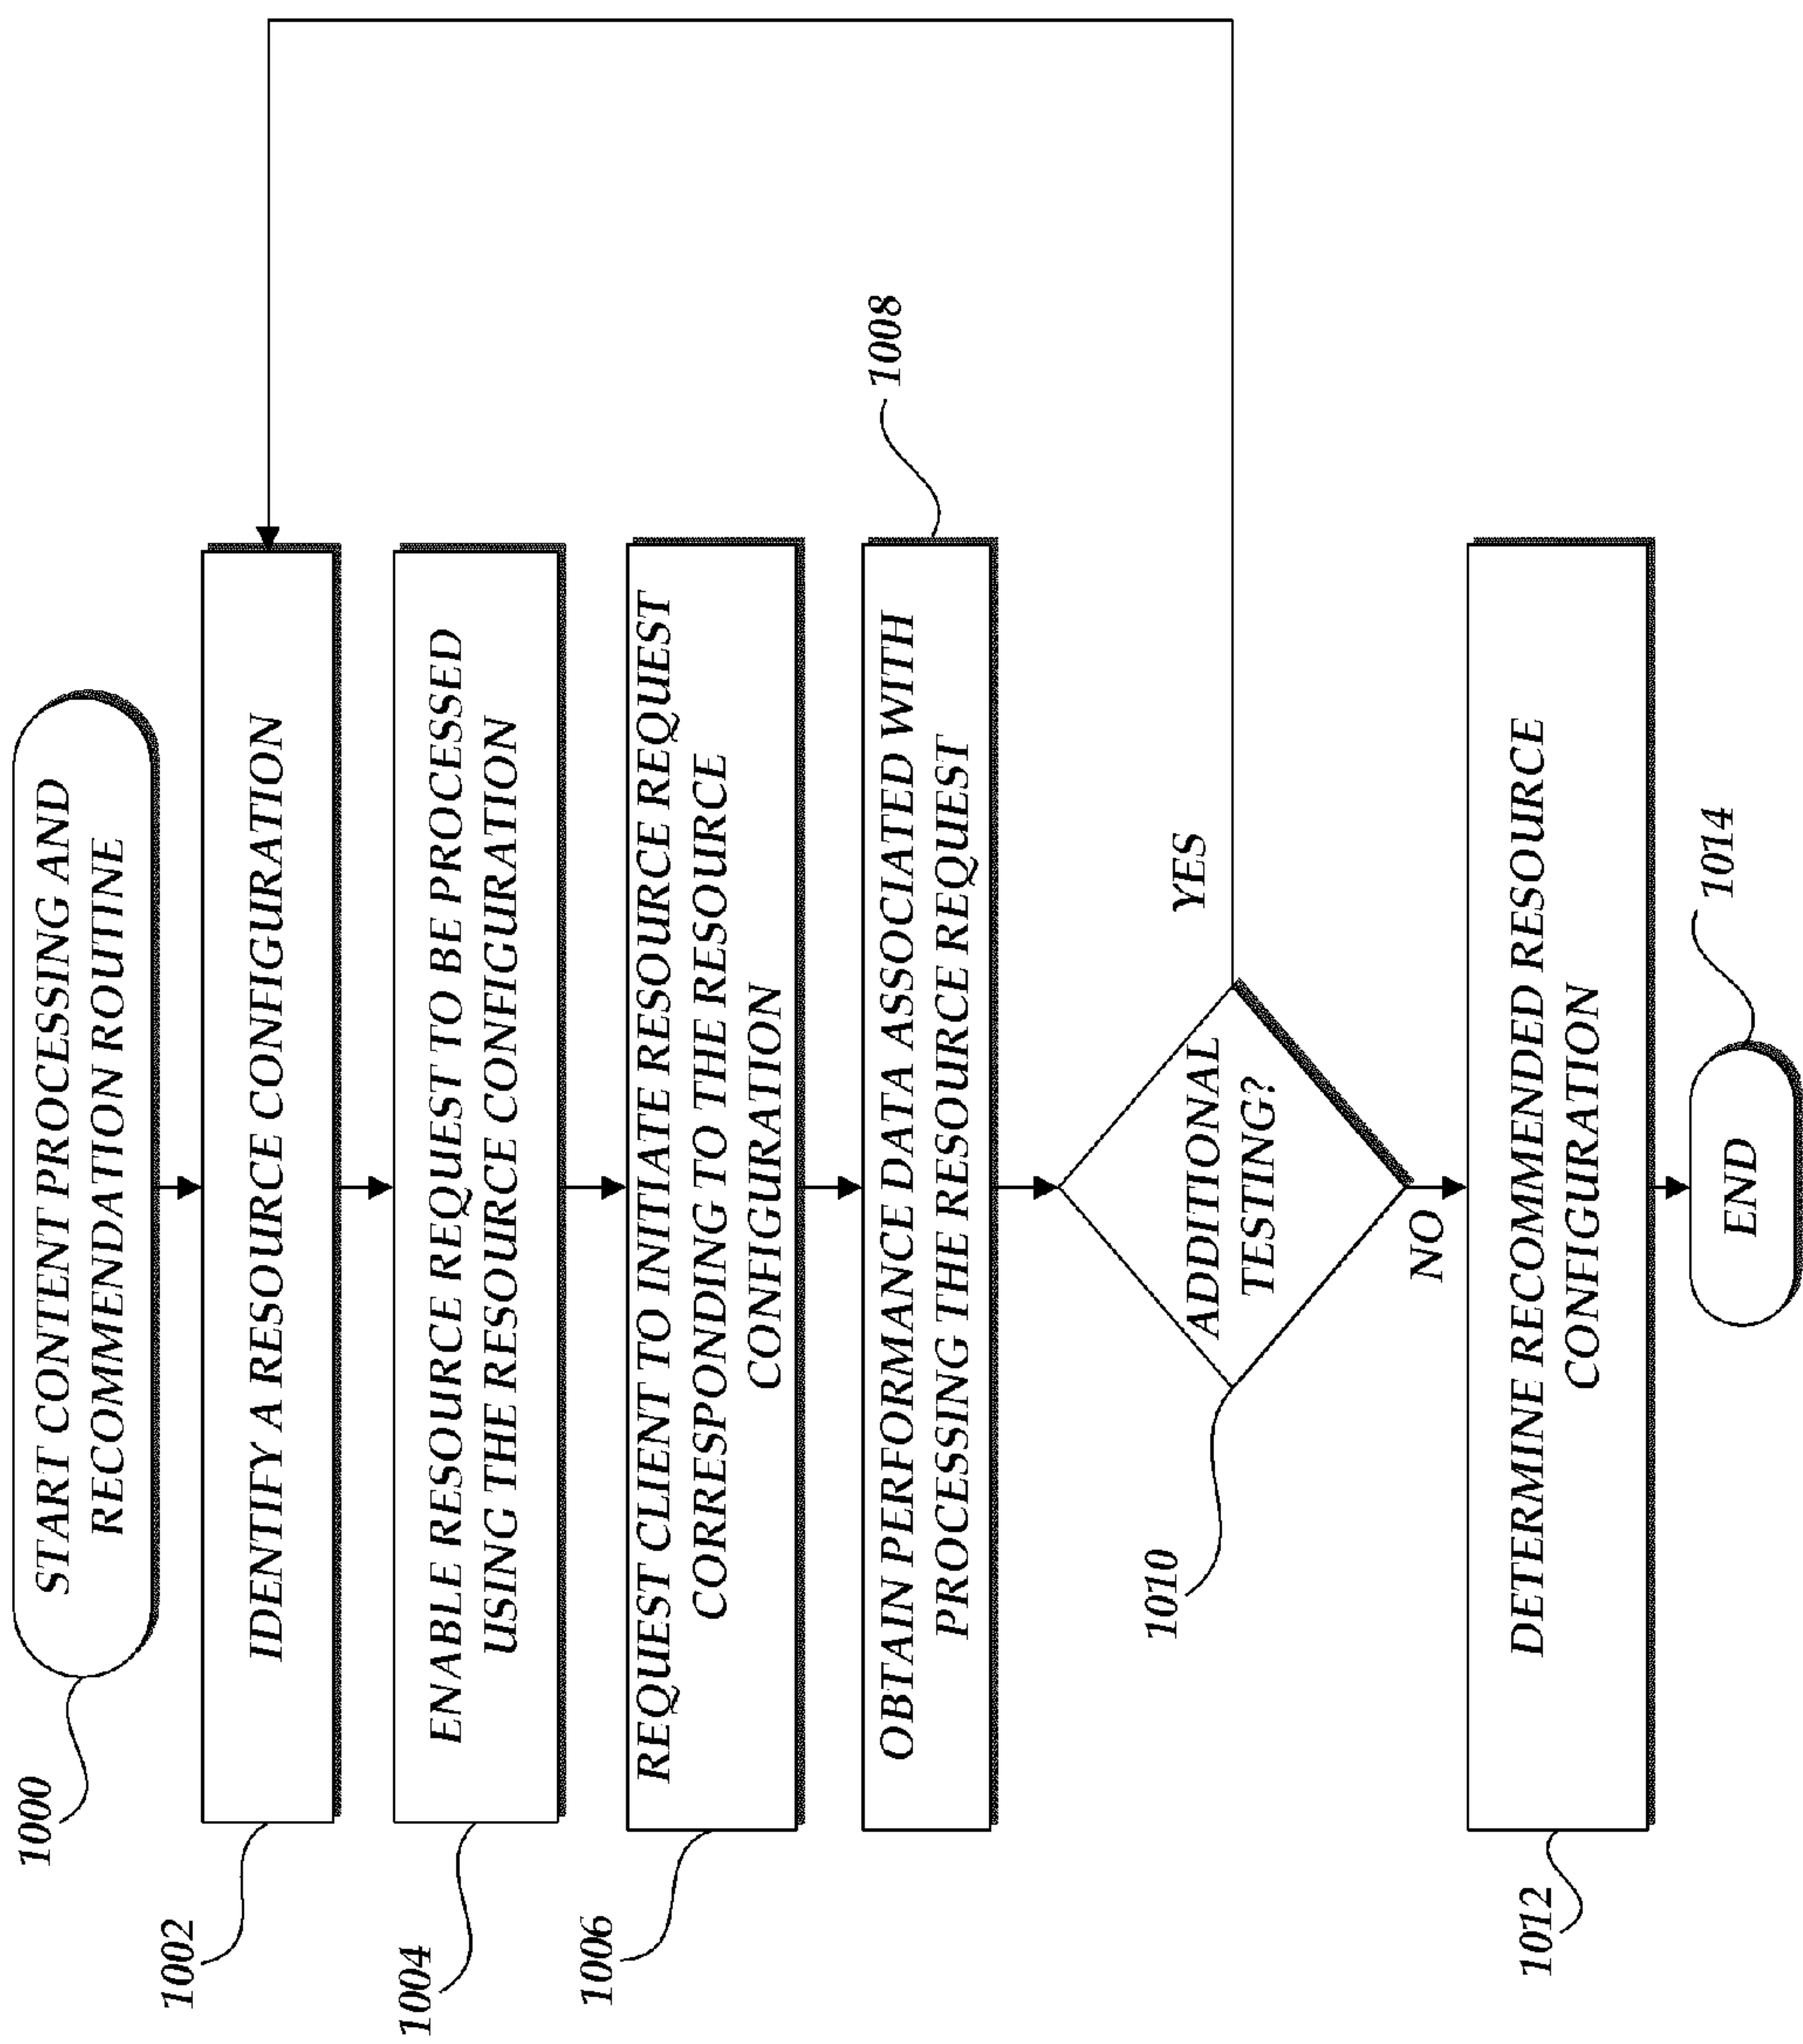 1000
START CONTENT PROCESSING AND
RECOMMENDATION ROUTINE
1002
IDENTIFY A RESOURCE CONFIGURATION
1004
ENABLE RESOURCE REQUEST TO BE PROCESSED
USING THE RESOURCE CONFIGURATION
1006
REQUEST CLIENT TO INITIATE RESOURCE REQUEST
CORRESPONDING TO THE RESOURCE
CONFIGURATION
OBTAIN PERFORMANCE DATA ASSOCIATED WITH
PROCESSING THE RESOURCE REQUEST
1008
1010
ADDITIONAL
TESTING?
YES
NO
1012
DETERMINE RECOMMENDED RESOURCE
CONFIGURATION
END
1014